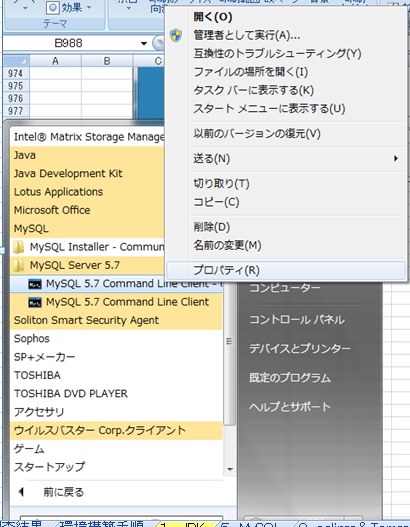 効果
テーマ
向
B988
A
B
C
974
975
976
977
開く(O)
管理者として実行(A)...
互換性のトラブルシューティング(Y)
ファイルの場所を開く(I)
タスク バーに表示する(K)
スタート メニューに表示する(U)
以前のバージョンの復元(V)
送る(N)
切り取り(T)
コピー(C)
削除(D)
名前の変更(M)
プロパティ(R)
Intel® Matrix Storage Manage
Java
Java Development Kit
Lotus Applications
Microsoft Office
MySQL
MySQL Installer - Commun
MySQL Server 5.7
MySQL 5.7 Command Line Client -
MySQL 5.7 Command Line Client
Soliton Smart Security Agent
Sophos
SP+メーカー
TOSHIBA
TOSHIBA DVD PLAYER
アクセサリ
ウイルスバスター Corp.クライアント
ゲーム
スタートアップ
前に戻る
コンピューター
コントロール パネル
デバイスとプリンター
既定のプログラム
ヘルプとサポート
環境構築手順